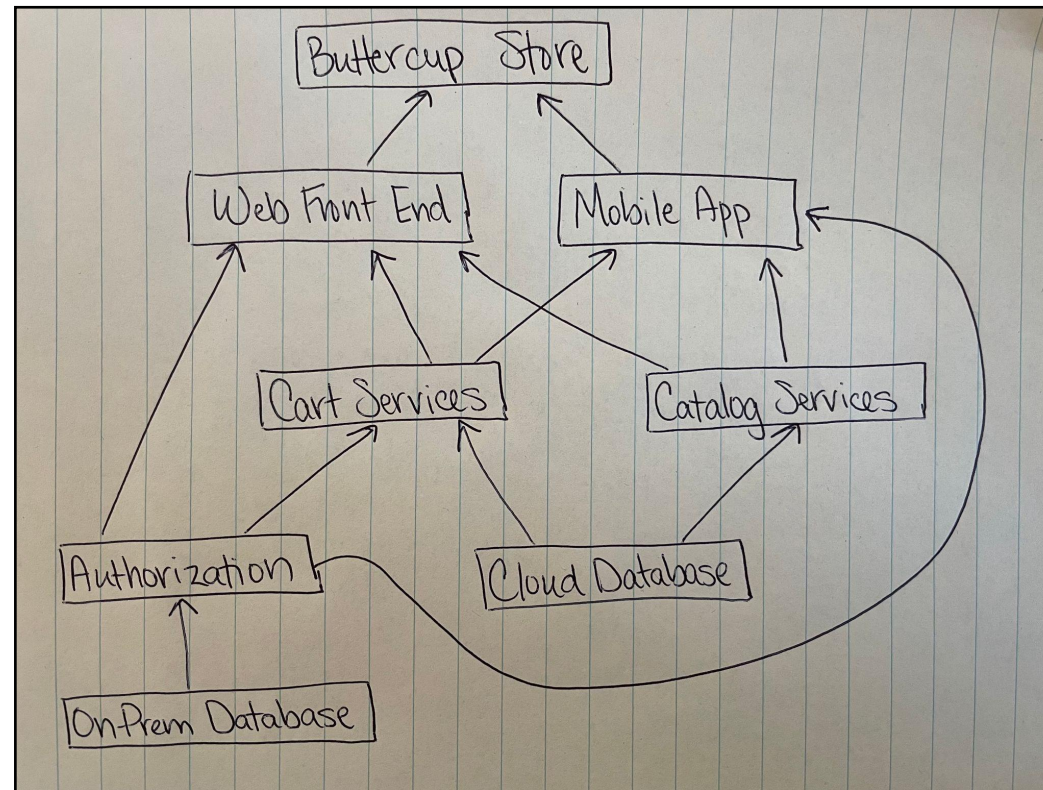 Buttercup Store
Web Front End
Mobile App
Cart Services
Catalog Services
Authorization
Cloud Database
On-Prem Database